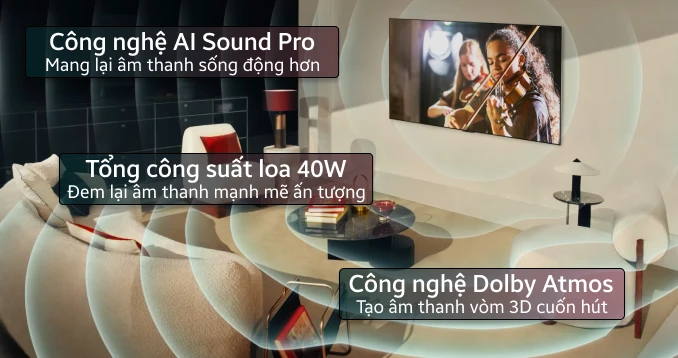 Công nghệ AI Sound Pro
Mang lại âm thanh sống động hơn
Tổng công suất loa 40W
Đem lại âm thanh mạnh mẽ ấn tượng
Công nghệ Dolby Atmos
Tạo âm thanh vòm 3D cuốn hút